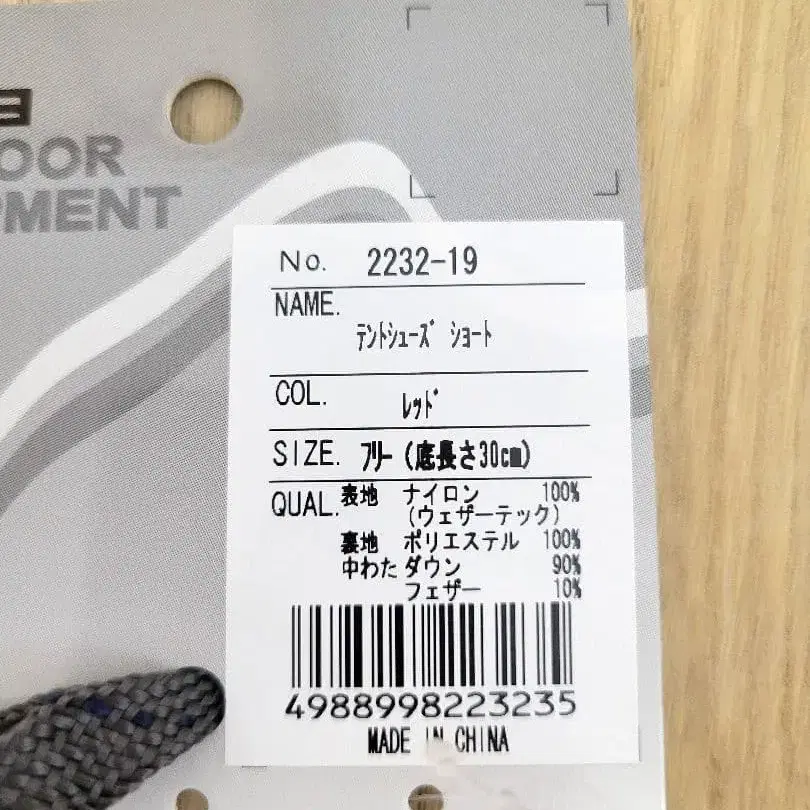 OOR
PMENT
No. 2232-19
NAME.
ﾃﾝﾄｼｭｰｽﾞ ｼｮｰﾄ
COL. ﾚｯﾄﾞ
SIZE. ﾌﾘｰ (底長さ30cm)
QUAL. 表地 ナイロン 100%
(ウェザーテック)
裏地 ポリエステル 100%
中わた ダウン 90%
フェザー 10%
4988998223235
MADE IN CHINA